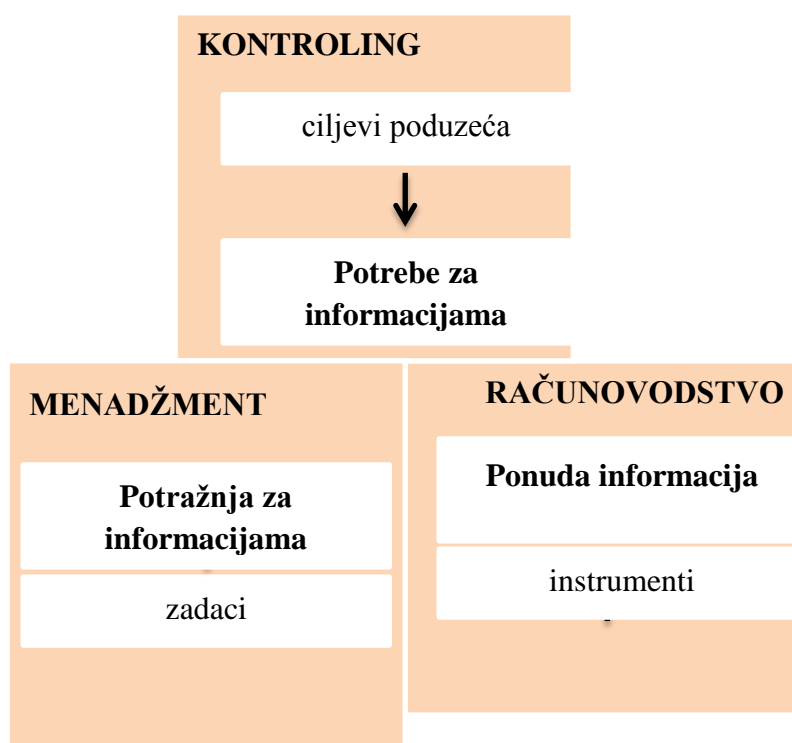 KONTROLING
ciljevi poduzeća
Potrebe za
informacijama
MENADŽMENT
Potražnja za
informacijama
zadaci
RAČUNOVODSTVO
Ponuda informacija
instrumenti